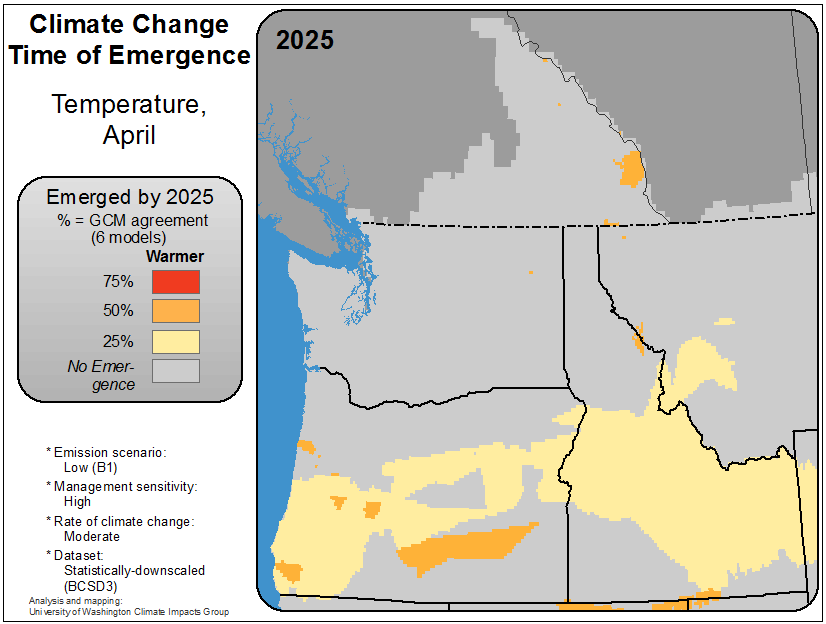 Climate Change
Time of Emergence
Temperature,
April
2025
Emerged by 2025
% = GCM agreement
(6 models)
Warmer
75%
50%
25%
No Emer-
gence
* Emission scenario:
Low (B1)
* Management sensitivity:
High
* Rate of climate change:
Moderate
* Dataset:
Statistically-downscaled
(BCSD3)
Analysis and mapping:
University of Washington Climate Impacts Group